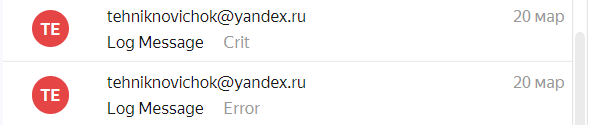 TE tehniknovichok@yandex.ru 20 мар
Log Message Crit
TE tehniknovichok@yandex.ru 20 мар
Log Message Error